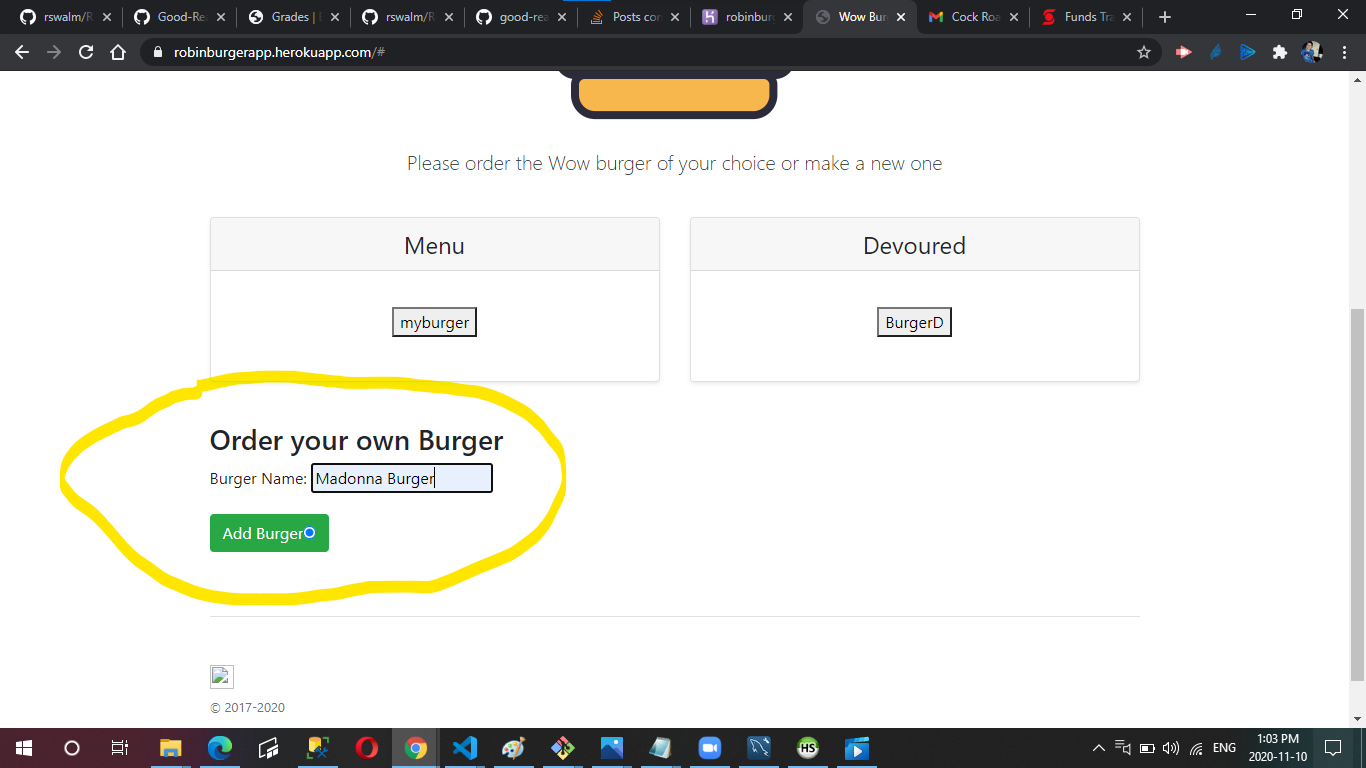 rswalm/R
Good-Re
Grades |
rswalm/R
good-rea
Posts con
robinburg
Wow Bur
Cock Roa
Funds Tra
robinburgerapp.herokuapp.com/#
Please order the Wow burger of your choice or make a new one
Menu
Devoured
myburger
BurgerD
Order your own Burger
Burger Name: Madonna Burger
Add Burger
© 2017-2020
HS
ENG
1:03 PM
2020-11-10